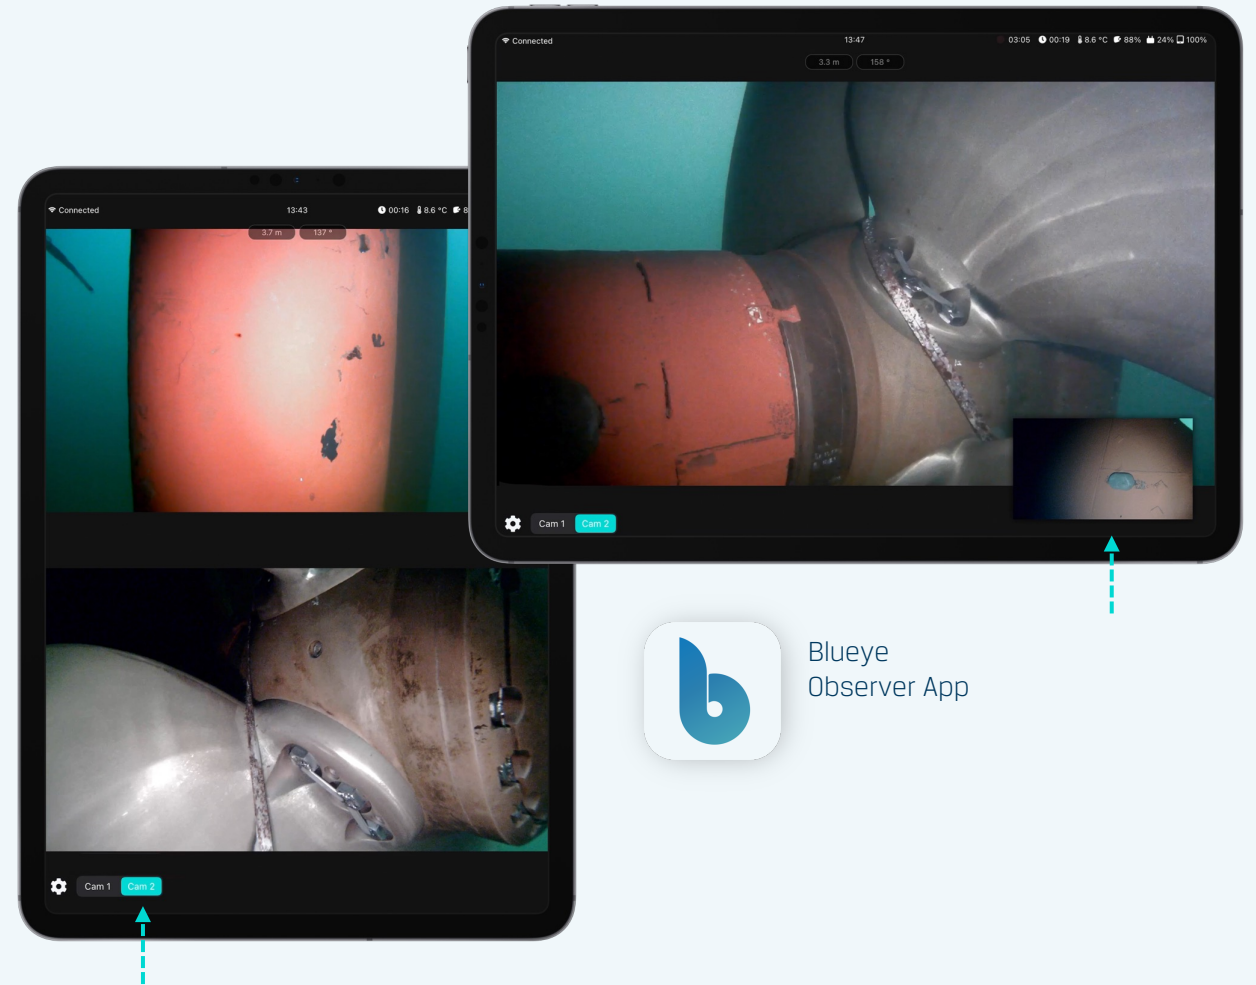 Connected
13:47
03:05 00:19 8.6 °C 88% 24% 100%
3.3 m 158 °
Cam 1 Cam 2
Connected
13:43
00:16 8.6 °C 8
3.7 m 137 °
Cam 1 Cam 2
Blueye
Observer App